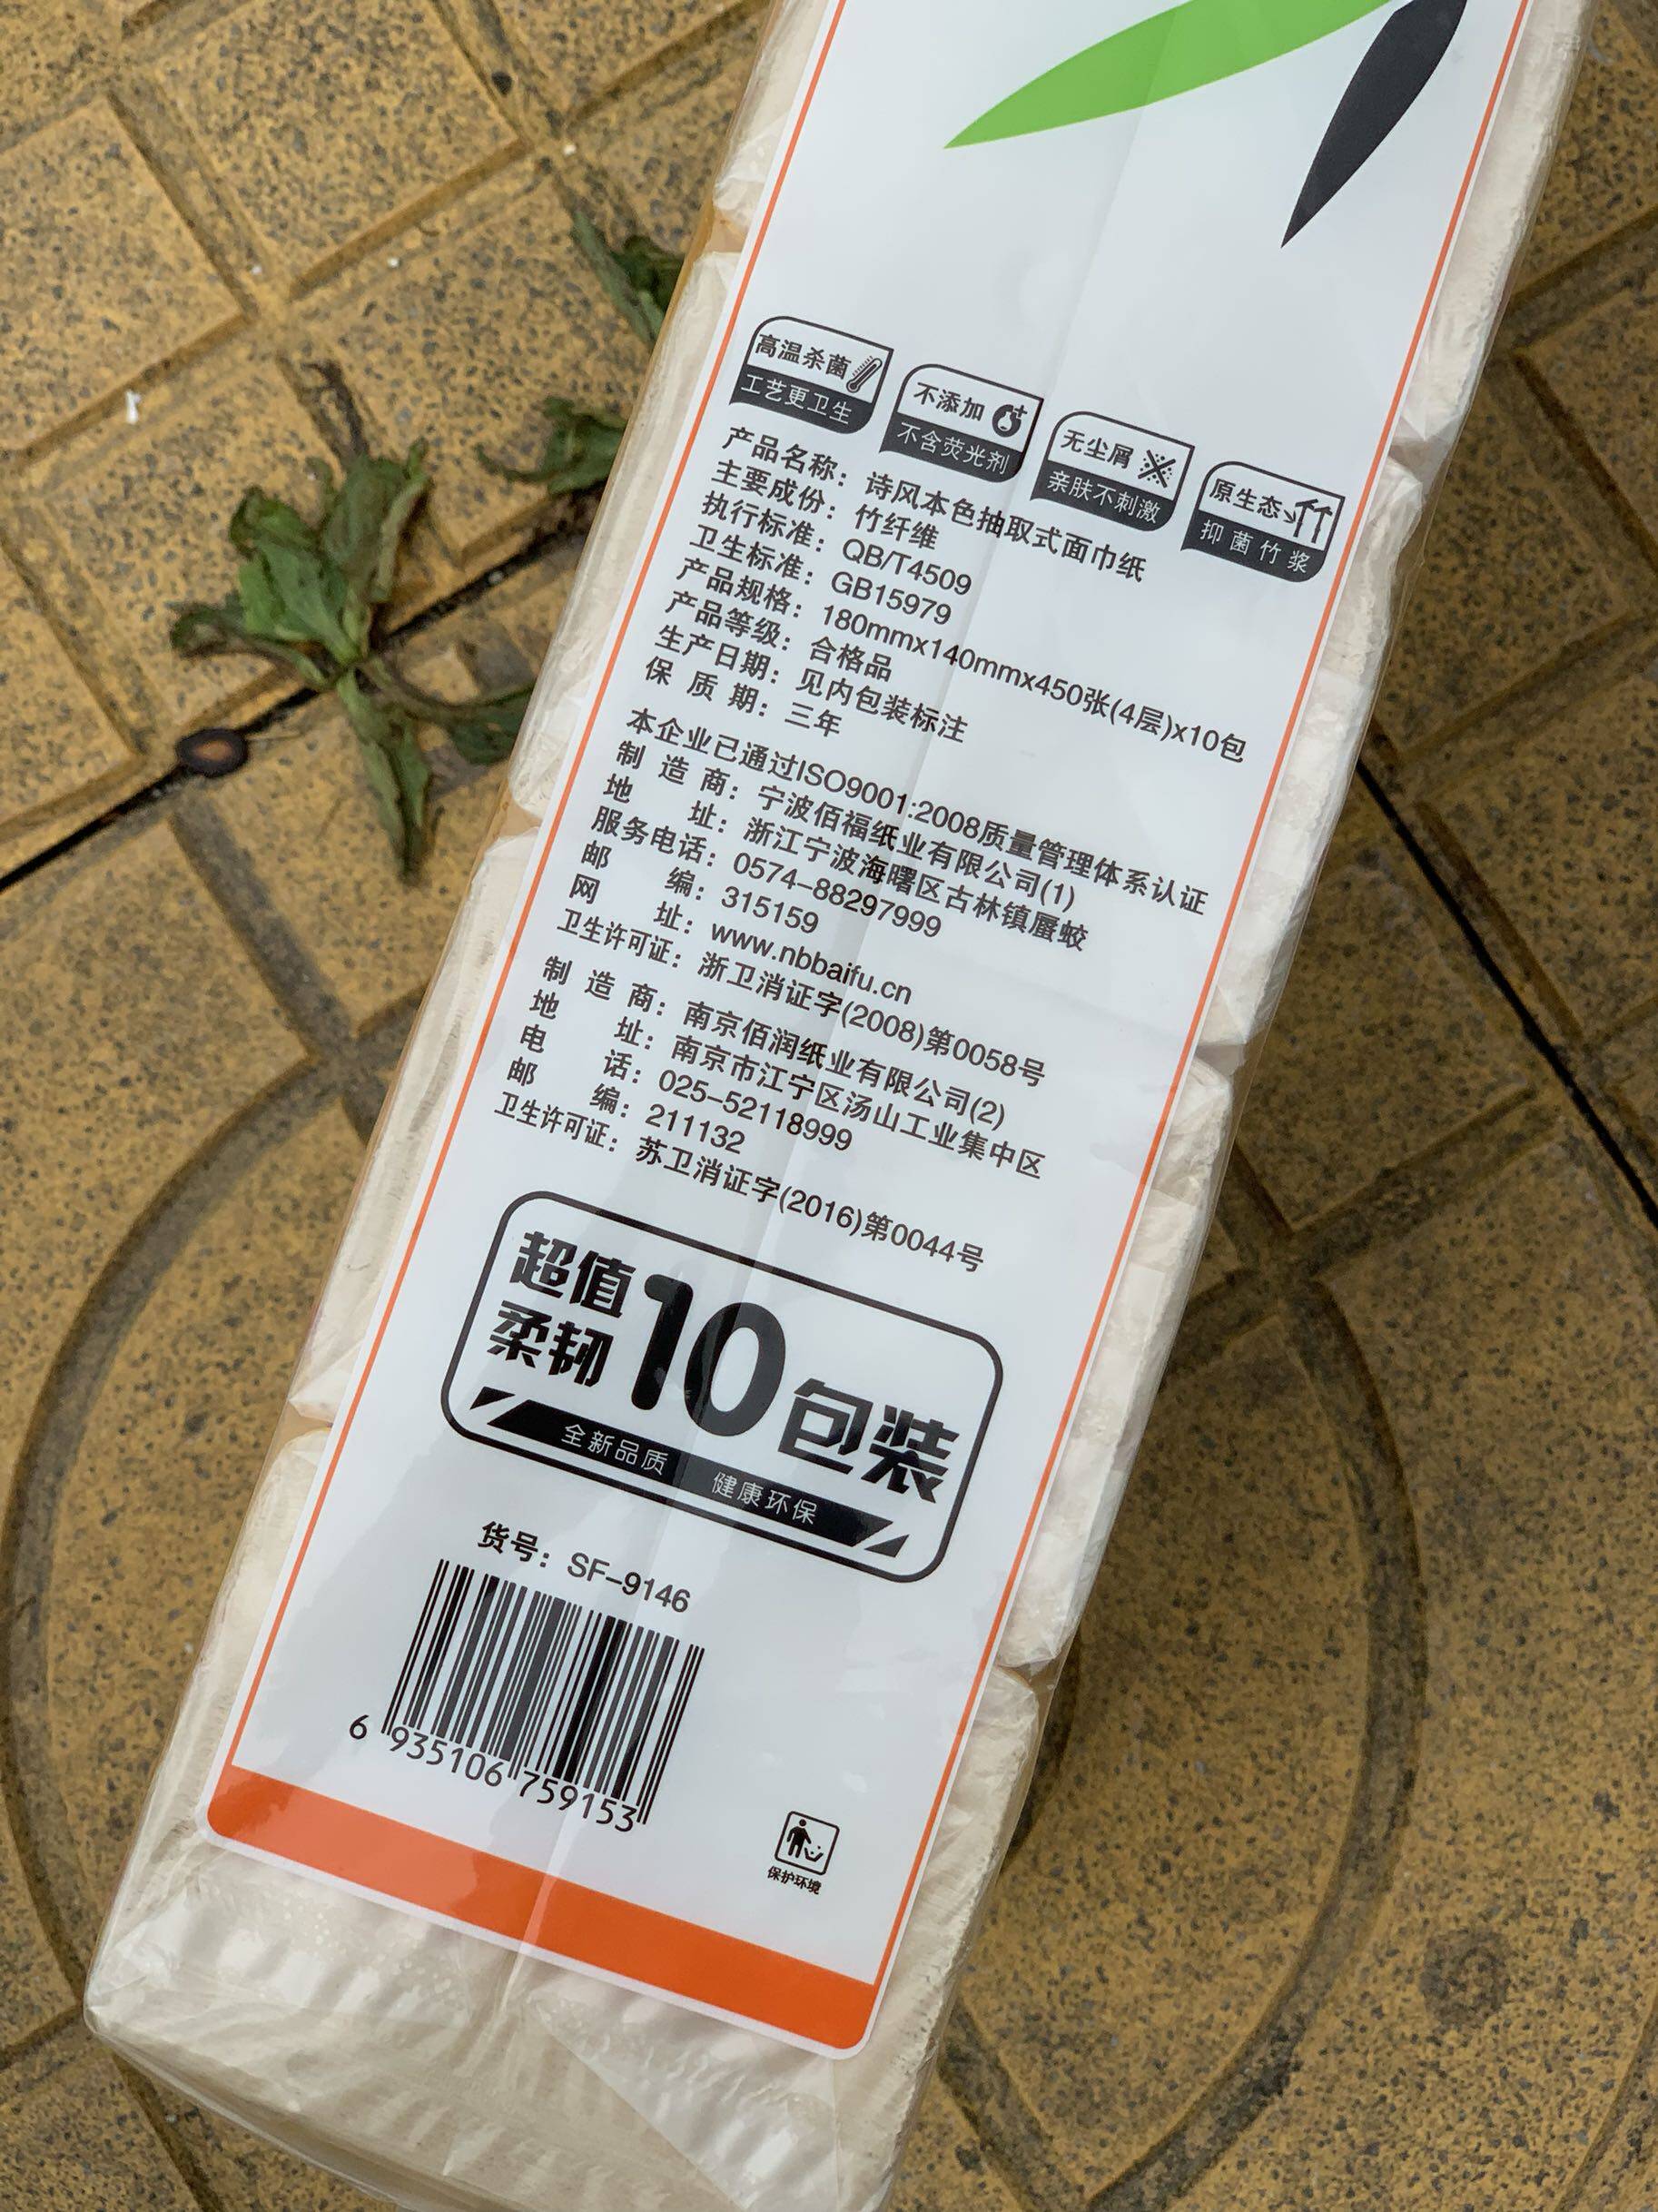 高温杀菌
工艺更卫生
不添加
不含荧光剂
无尘屑
亲肤不刺激
原生态
抑菌竹浆
产品名称：诗风本色抽取式面巾纸
主要成份：竹纤维
执行标准：QB/T4509
卫生标准：GB15979
产品规格：180mmx140mmx450张(4层)x10包
产品等级：合格品
生产日期：见内包装标注
保质期：三年
本企业已通过ISO9001:2008质量管理体系认证
制造商：宁波佰福纸业有限公司(1)
地址：浙江宁波海曙区古林镇蜃蛟
服务电话：0574-88297999
邮编：315159
网址：www.nbbaifu.cn
卫生许可证：浙卫消证字(2008)第0058号
制造商：南京佰润纸业有限公司(2)
地址：南京市江宁区汤山工业集中区
电话：025-52118999
邮编：211132
卫生许可证：苏卫消证字(2016)第0044号
超值
柔韧
10包装
全新品质 健康环保
货号：SF-9146
6 935106 759153
保护环境